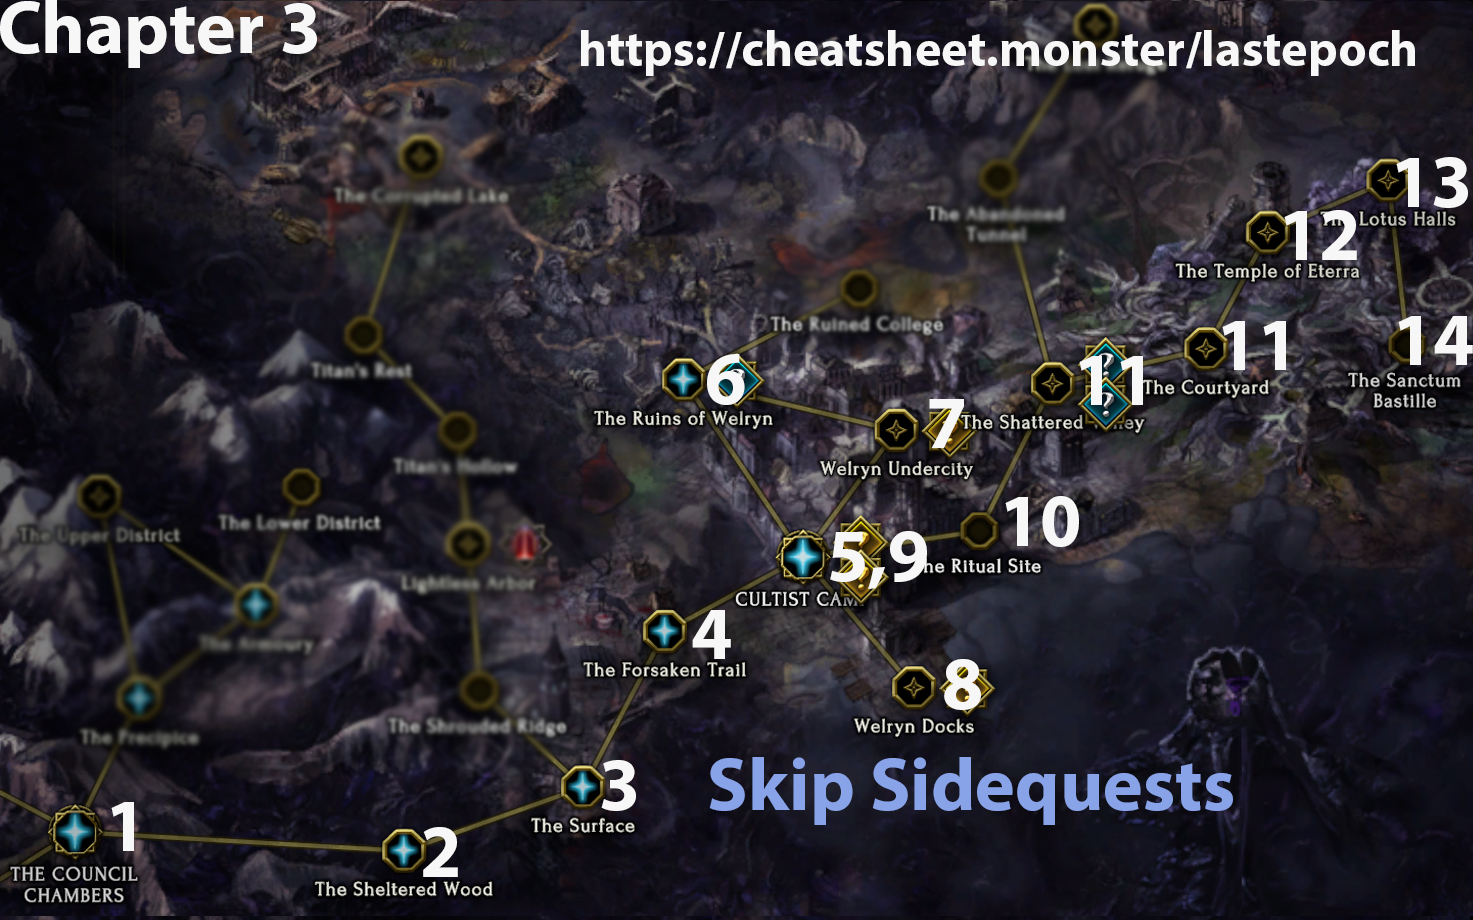 Chapter 3
https://cheatsheet.monster/lastepoch
The Corrupted Lake
The Abandoned
Tunnel
13
The Lotus Halls
12
The Temple of Eterra
The Ruined College
Titan's Rest
6
The Ruins of Welryn
11
The Courtyard
11
The Shattered Valley
14
The Sanctum
Bastille
7
Welryn Undercity
Titan's Hollow
The Upper District
The Lower District
10
The Ritual Site
5,9
CULTIST CAMP
Lightless Arbor
The Armoury
4
The Forsaken Trail
8
Welryn Docks
The Precipice
The Shrouded Ridge
Skip Sidequests
3
The Surface
1
THE COUNCIL
CHAMBERS
2
The Sheltered Wood